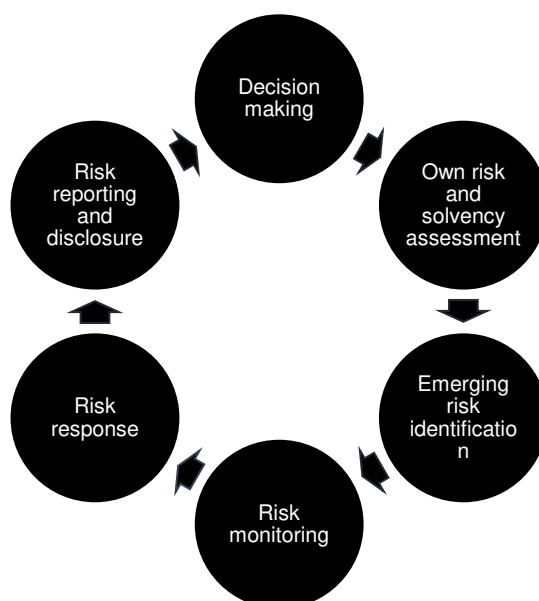 Decision
making
Own risk
and
solvency
assessment
Emerging
risk
identificatio
n
Risk
monitoring
Risk
response
Risk
reporting
and
disclosure